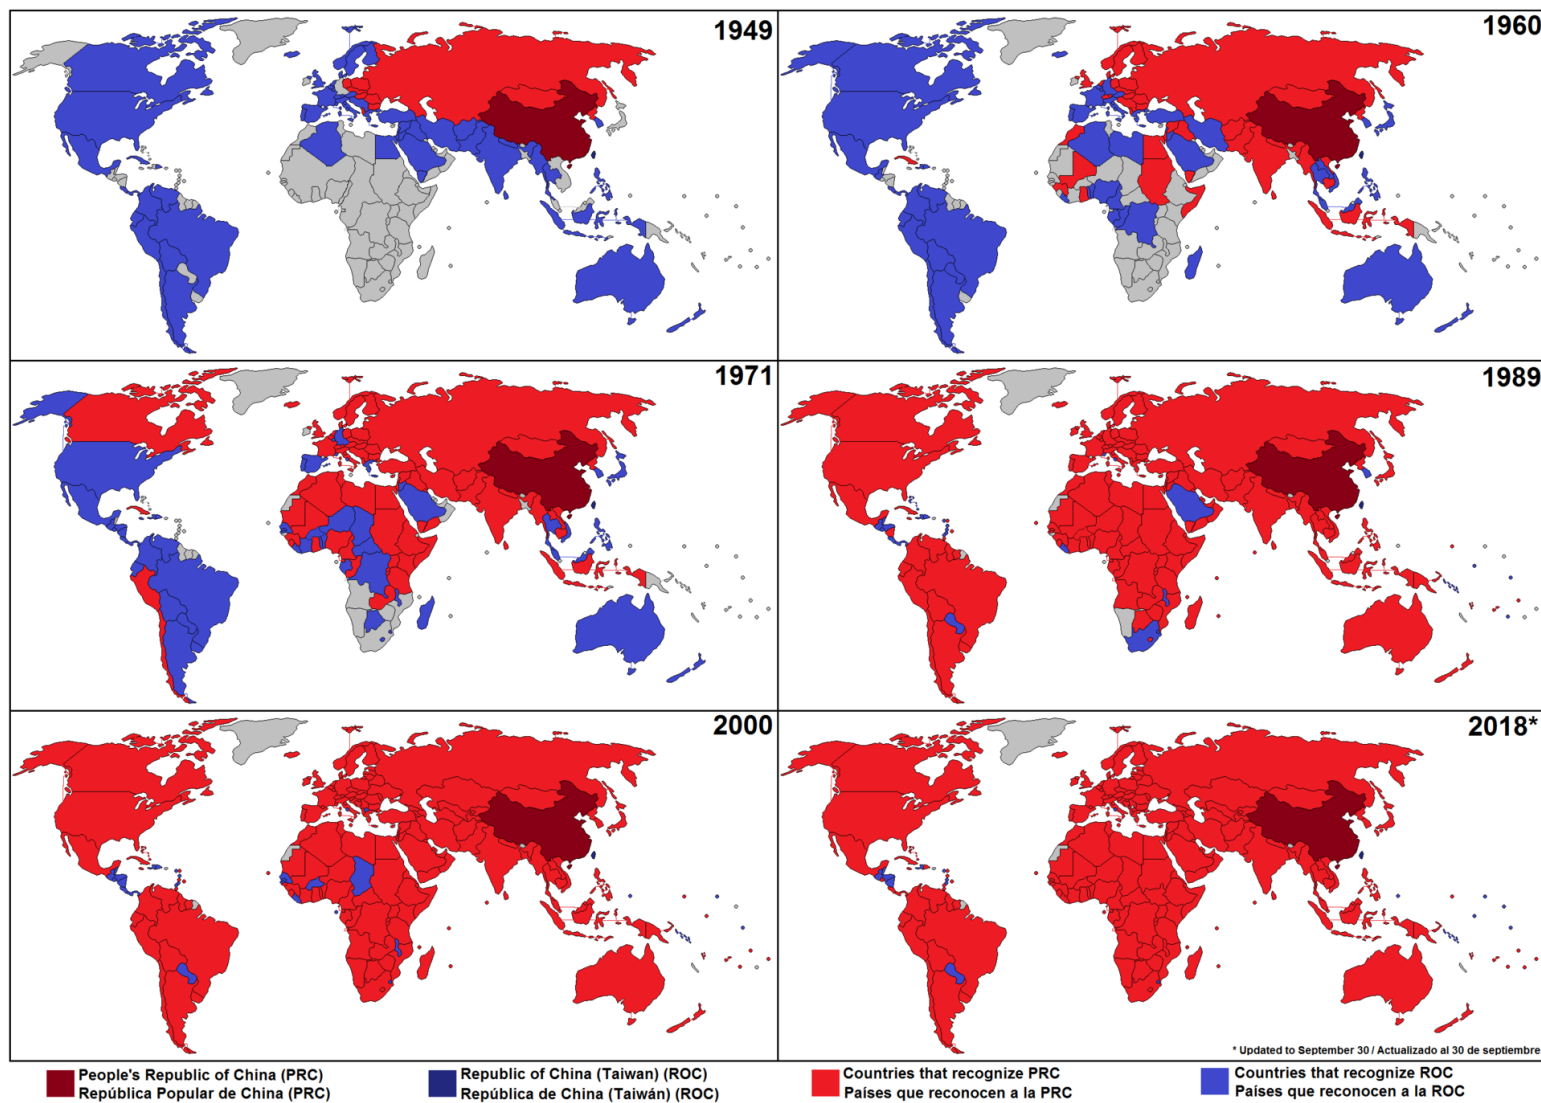 1949
1960
1971
1989
2000
2018*
* Updated to September 30 / Actualizado al 30 de septiembre
People's Republic of China (PRC)
República Popular de China (PRC)
Republic of China (Taiwan) (ROC)
República de China (Taiwán) (ROC)
Countries that recognize PRC
Países que reconocen a la PRC
Countries that recognize ROC
Países que reconocen a la ROC